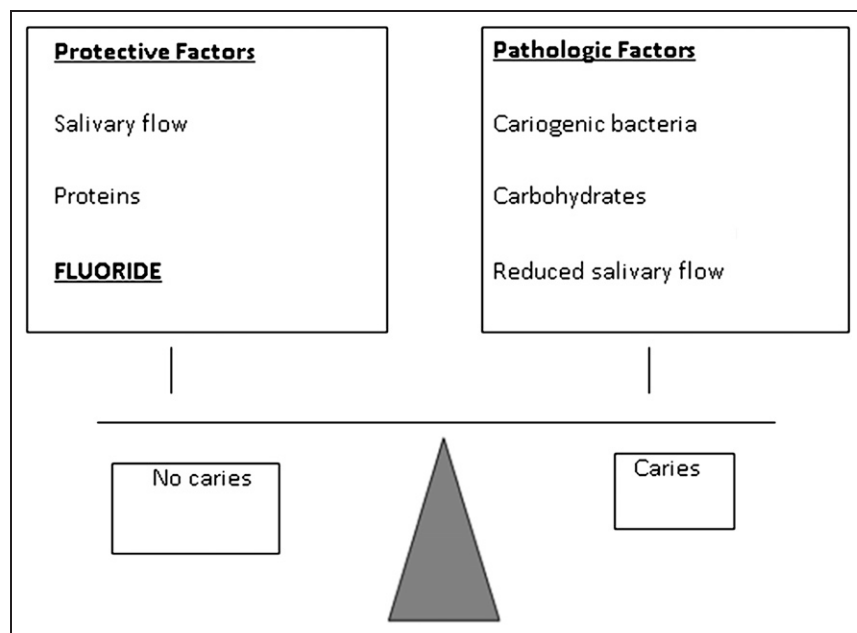 Protective Factors
Salivary flow
Proteins
FLUORIDE
Pathologic Factors
Cariogenic bacteria
Carbohydrates
Reduced salivary flow
No caries
Caries